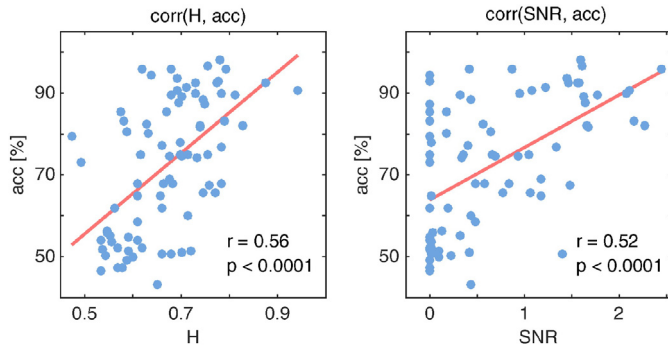 corr(H, acc)
acc [%]
90
70
50
r = 0.56
p < 0.0001
0.5 0.7 0.9
H
corr(SNR, acc)
acc [%]
90
70
50
r = 0.52
p < 0.0001
0 1 2
SNR